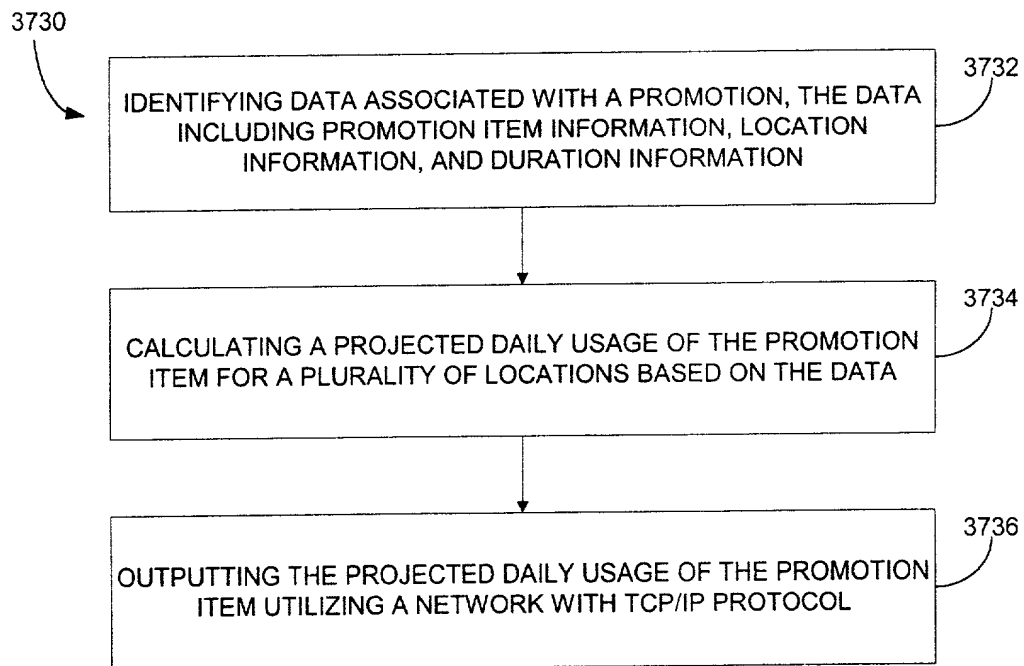 3730
3732
IDENTIFYING DATA ASSOCIATED WITH A PROMOTION, THE DATA
INCLUDING PROMOTION ITEM INFORMATION, LOCATION
INFORMATION, AND DURATION INFORMATION
3734
CALCULATING A PROJECTED DAILY USAGE OF THE PROMOTION
ITEM FOR A PLURALITY OF LOCATIONS BASED ON THE DATA
3736
OUTPUTTING THE PROJECTED DAILY USAGE OF THE PROMOTION
ITEM UTILIZING A NETWORK WITH TCP/IP PROTOCOL